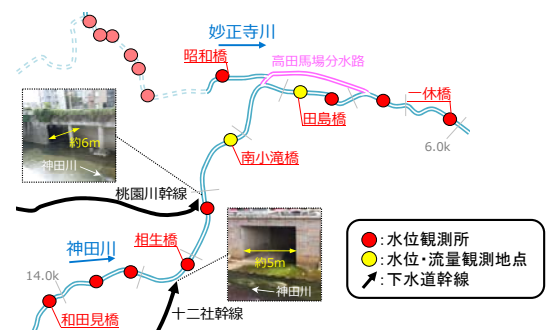 妙正寺川
昭和橋
高田馬場分水路
一休橋
田島橋
6.0k
約6m
神田川
南小滝橋
桃園川幹線
神田川
相生橋
14.0k
約5m
神田川
和田見橋
十二社幹線
：水位観測所
：水位・流量観測地点
：下水道幹線